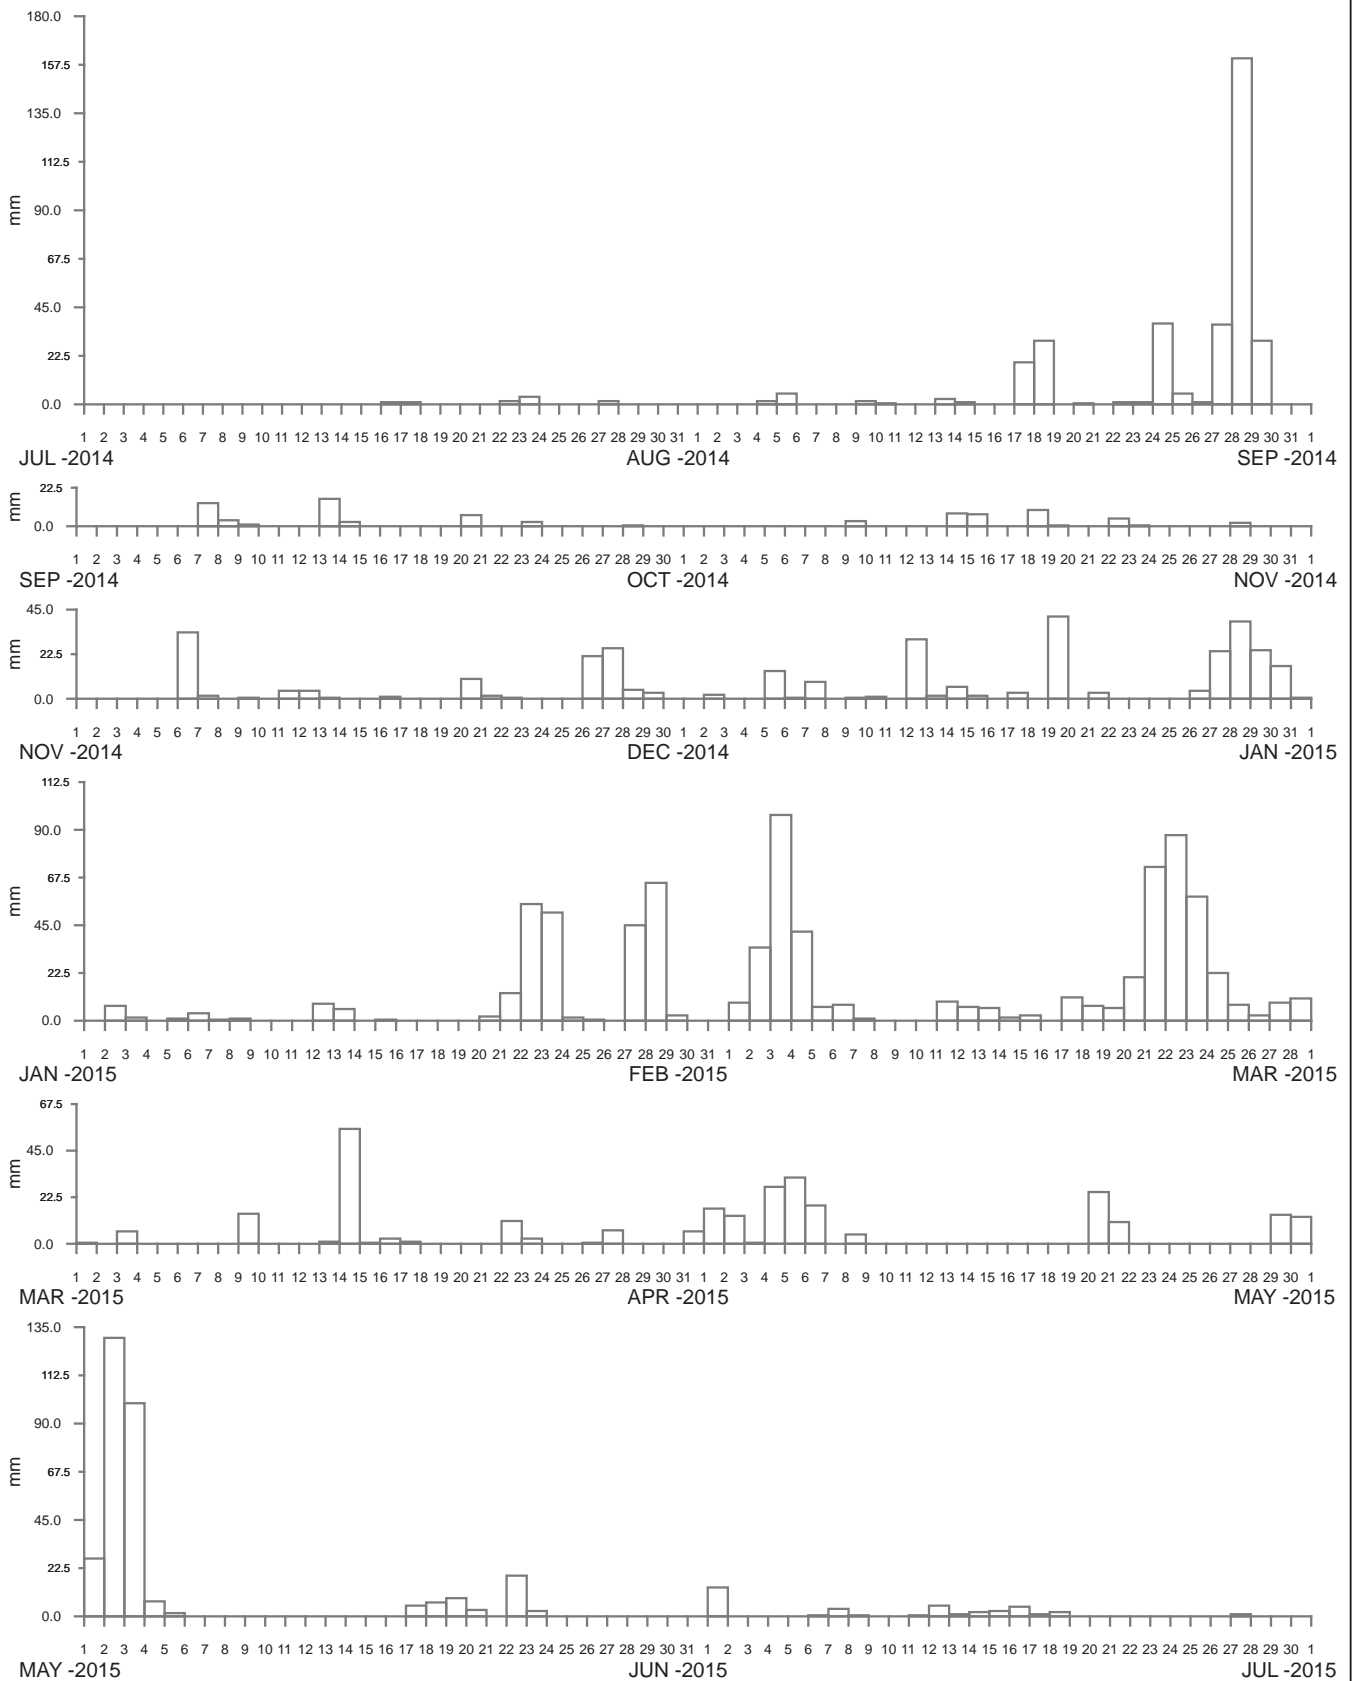 180.0
157.5
135.0
112.5
90.0
67.5
45.0
22.5
0.0
mm
1 2 3 4 5 6 7 8 9 10 11 12 13 14 15 16 17 18 19 20 21 22 23 24 25 26 27 28 29 30 31 1 2 3 4 5 6 7 8 9 10 11 12 13 14 15 16 17 18 19 20 21 22 23 24 25 26 27 28 29 30 31 1
JUL -2014 AUG -2014 SEP -2014
22.5
0.0
mm
1 2 3 4 5 6 7 8 9 10 11 12 13 14 15 16 17 18 19 20 21 22 23 24 25 26 27 28 29 30 1 2 3 4 5 6 7 8 9 10 11 12 13 14 15 16 17 18 19 20 21 22 23 24 25 26 27 28 29 30 31 1
SEP -2014 OCT -2014 NOV -2014
45.0
22.5
0.0
mm
1 2 3 4 5 6 7 8 9 10 11 12 13 14 15 16 17 18 19 20 21 22 23 24 25 26 27 28 29 30 1 2 3 4 5 6 7 8 9 10 11 12 13 14 15 16 17 18 19 20 21 22 23 24 25 26 27 28 29 30 31 1
NOV -2014 DEC -2014 JAN -2015
112.5
90.0
67.5
45.0
22.5
0.0
mm
1 2 3 4 5 6 7 8 9 10 11 12 13 14 15 16 17 18 19 20 21 22 23 24 25 26 27 28 29 30 31 1 2 3 4 5 6 7 8 9 10 11 12 13 14 15 16 17 18 19 20 21 22 23 24 25 26 27 28 1
JAN -2015 FEB -2015 MAR -2015
67.5
45.0
22.5
0.0
mm
1 2 3 4 5 6 7 8 9 10 11 12 13 14 15 16 17 18 19 20 21 22 23 24 25 26 27 28 29 30 31 1 2 3 4 5 6 7 8 9 10 11 12 13 14 15 16 17 18 19 20 21 22 23 24 25 26 27 28 29 30 1
MAR -2015 APR -2015 MAY -2015
135.0
112.5
90.0
67.5
45.0
22.5
0.0
mm
1 2 3 4 5 6 7 8 9 10 11 12 13 14 15 16 17 18 19 20 21 22 23 24 25 26 27 28 29 30 31 1 2 3 4 5 6 7 8 9 10 11 12 13 14 15 16 17 18 19 20 21 22 23 24 25 26 27 28 29 30 1
MAY -2015 JUN -2015 JUL -2015